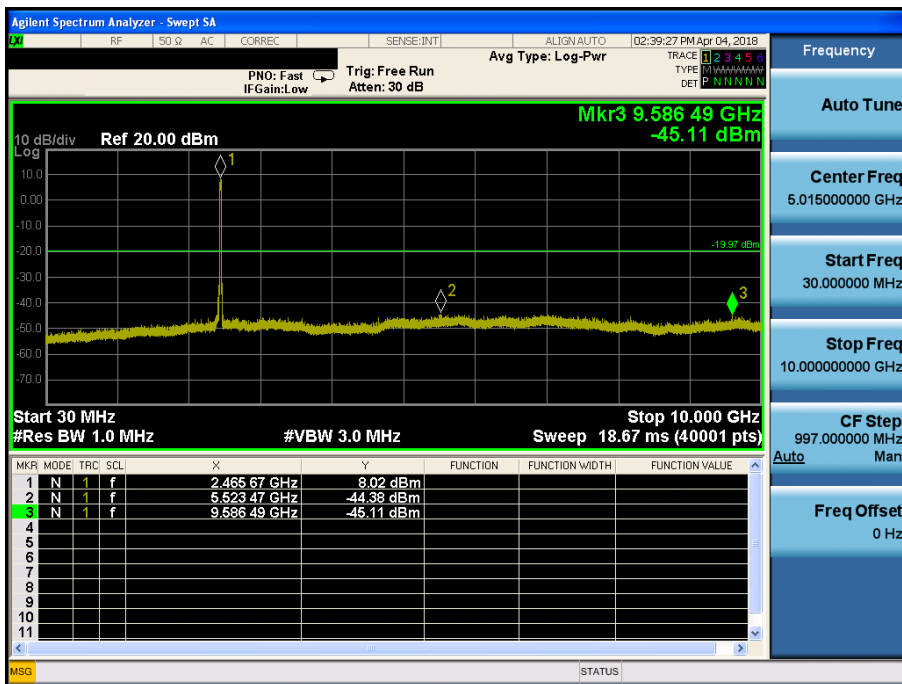 Agilent Spectrum Analyzer - Swept SA
LXI RF 50 Ω AC CORREC SENSE:INT ALIGN AUTO 02:39:27 PM Apr 04, 2018
Frequency
PNO: Fast
IFGain:Low
Trig: Free Run
Atten: 30 dB
Avg Type: Log-Pwr
TRACE 1 2 3 4 5 6
TYPE M
DET P N N N N N
Mkr3 9.586 49 GHz
-45.11 dBm
10 dB/div Ref 20.00 dBm
Log
10.0
0.00
-10.0
-20.0
-30.0
-40.0
-50.0
-60.0
-70.0
1
-19.97 dBm
2
3
Start 30 MHz Stop 10.000 GHz
#Res BW 1.0 MHz #VBW 3.0 MHz Sweep 18.67 ms (40001 pts)
MKR MODE TRC SCL X Y FUNCTION FUNCTION WIDTH FUNCTION VALUE
1 N 1 f 2.465 67 GHz 8.02 dBm
2 N 1 f 5.523 47 GHz -44.38 dBm
3 N 1 f 9.586 49 GHz -45.11 dBm
4
5
6
7
8
9
10
11
MSG STATUS
Auto Tune
Center Freq
5.015000000 GHz
Start Freq
30.000000 MHz
Stop Freq
10.000000000 GHz
CF Step
997.000000 MHz
Auto Man
Freq Offset
0 Hz